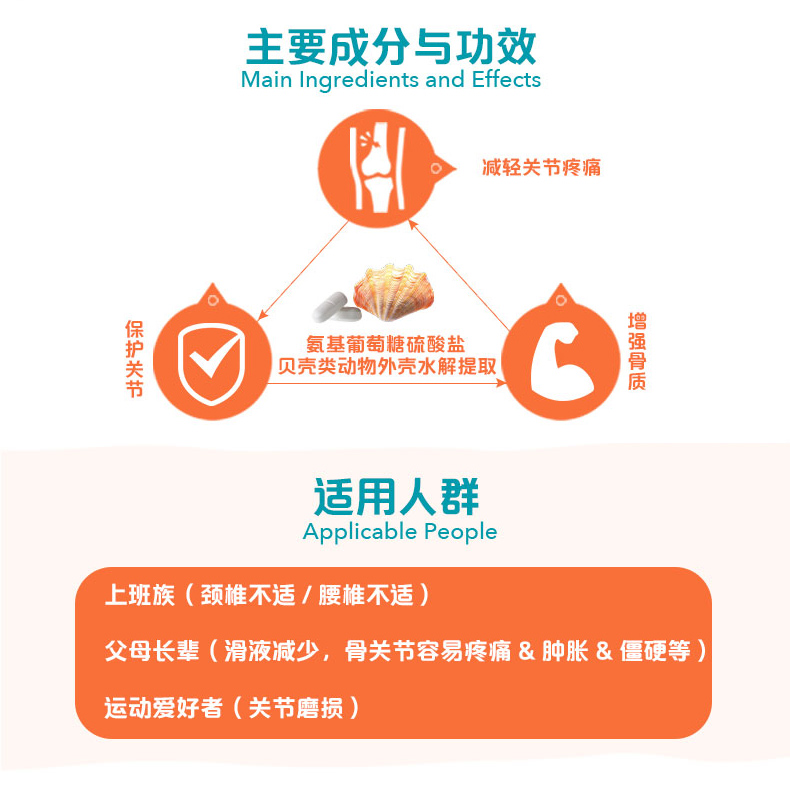 主要成分与功效
Main Ingredients and Effects
减轻关节疼痛
保护关节
增强骨质
氨基葡萄糖硫酸盐
贝壳类动物外壳水解提取
适用人群
Applicable People
上班族（颈椎不适 / 腰椎不适）
父母长辈（滑液减少，骨关节容易疼痛 & 肿胀 & 僵硬等）
运动爱好者（关节磨损）